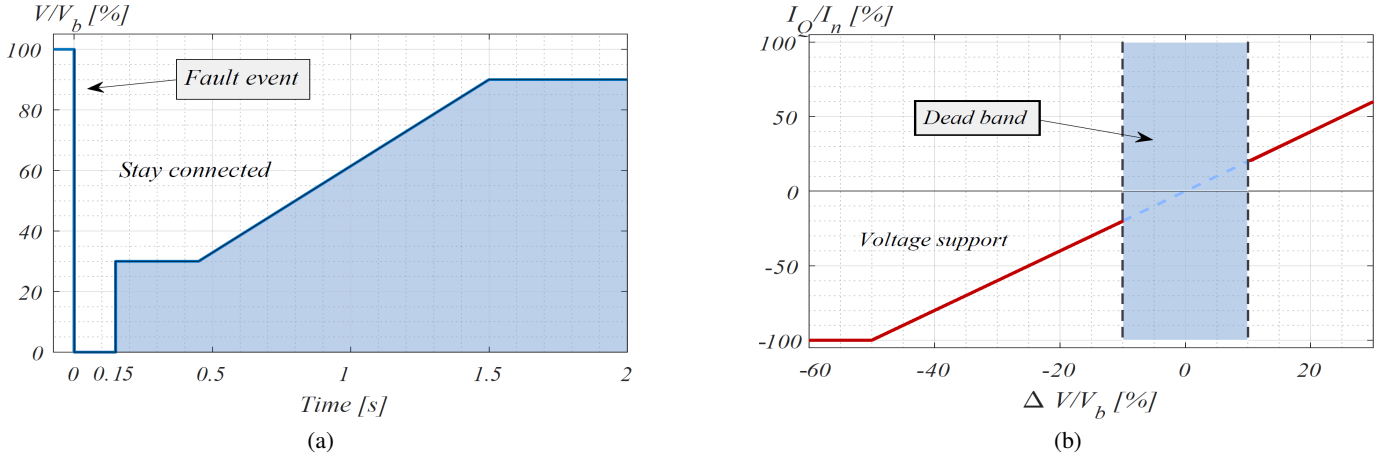 V/V_b [%]
100
80
60
40
20
0
Fault event
Stay connected
0 0.15 0.5 1 1.5 2
Time [s]
(a)
I_Q/I_n [%]
100
50
0
-50
-100
Dead band
Voltage support
-60 -40 -20 0 20
Δ V/V_b [%]
(b)